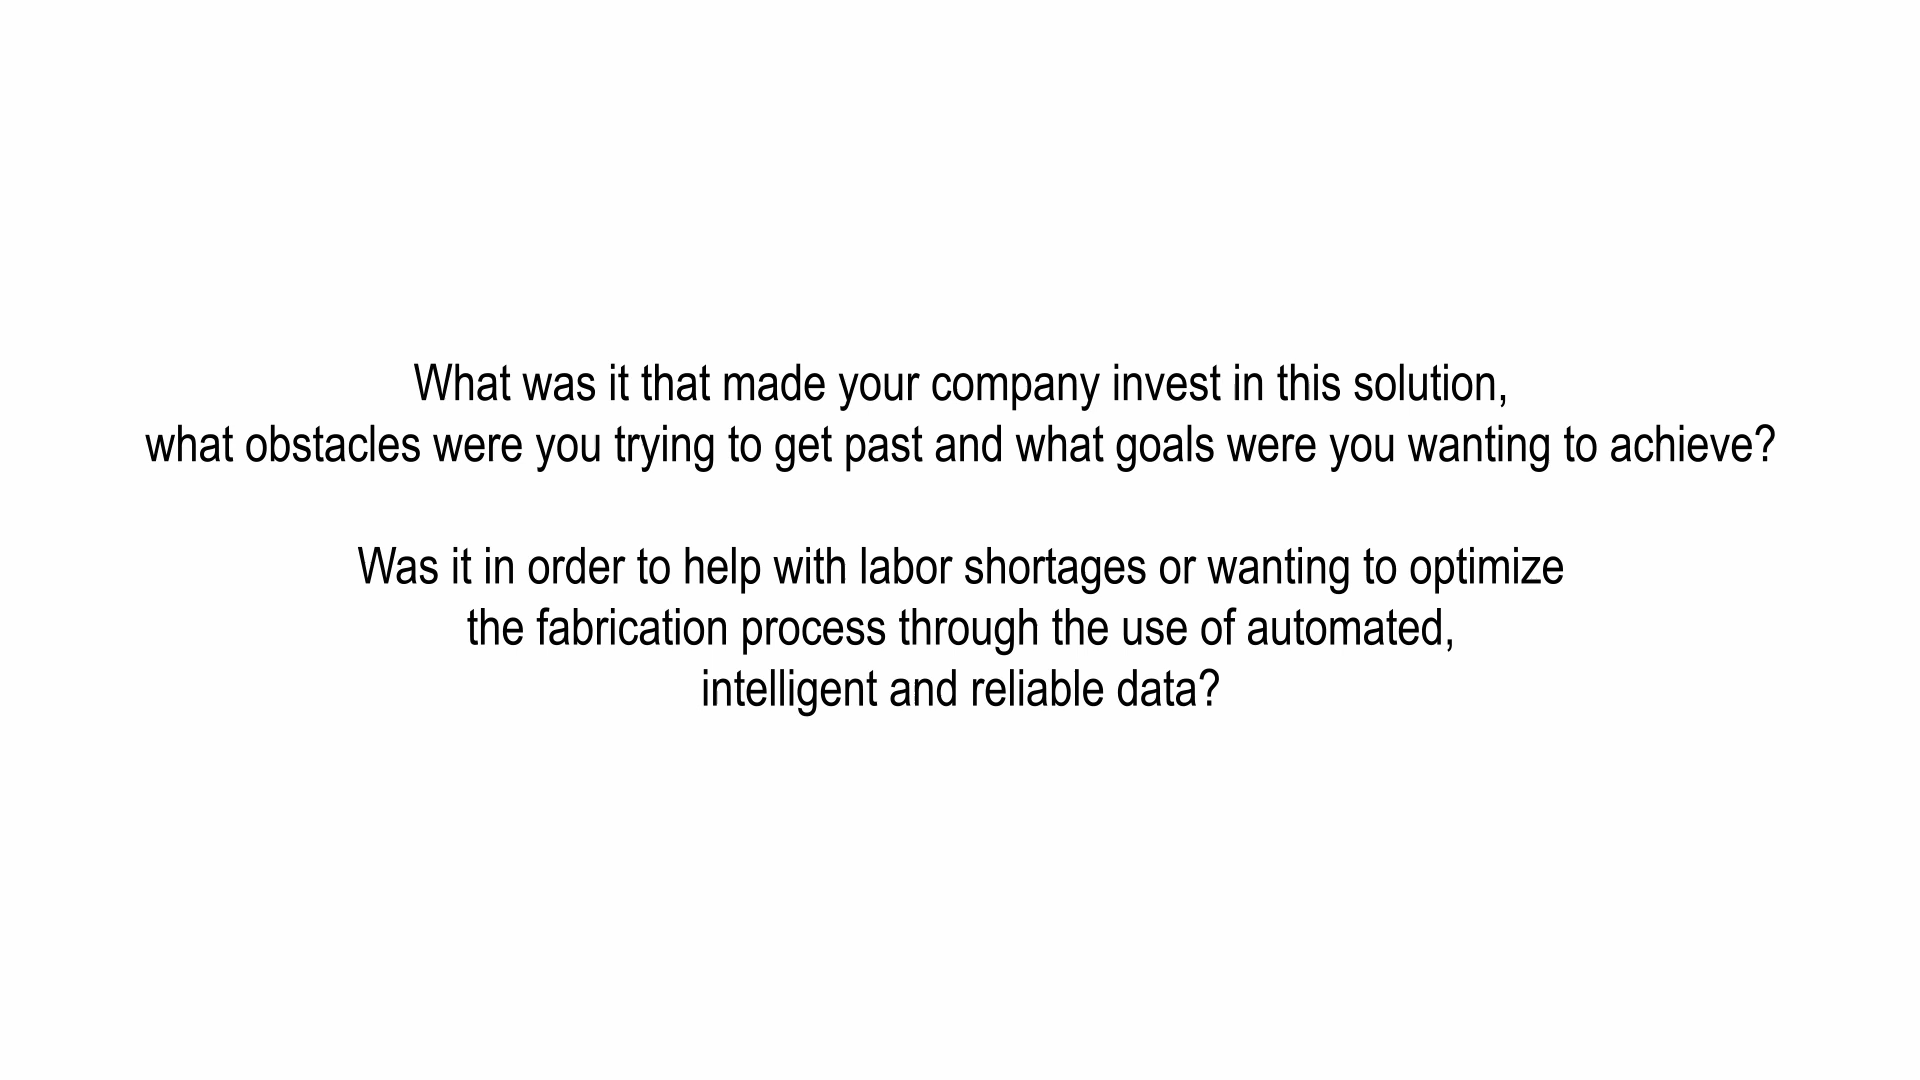 What was it that made your company invest in this solution,
what obstacles were you trying to get past and what goals were you wanting to achieve?
Was it in order to help with labor shortages or wanting to optimize
the fabrication process through the use of automated,
intelligent and reliable data?